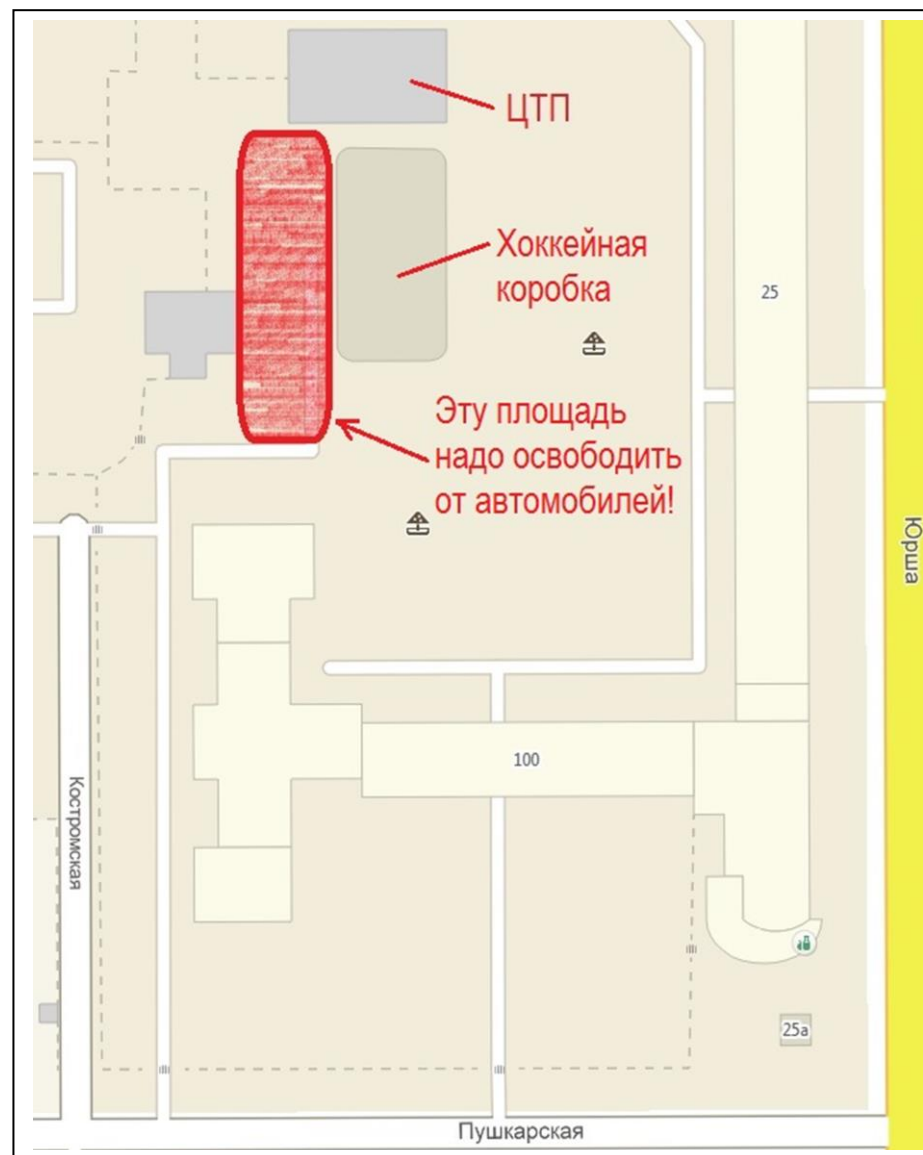 ЦТП
Хоккейная
коробка
25
Эту площадь
надо освободить
от автомобилей!
Юрша
100
Костромская
25а
Пушкарская